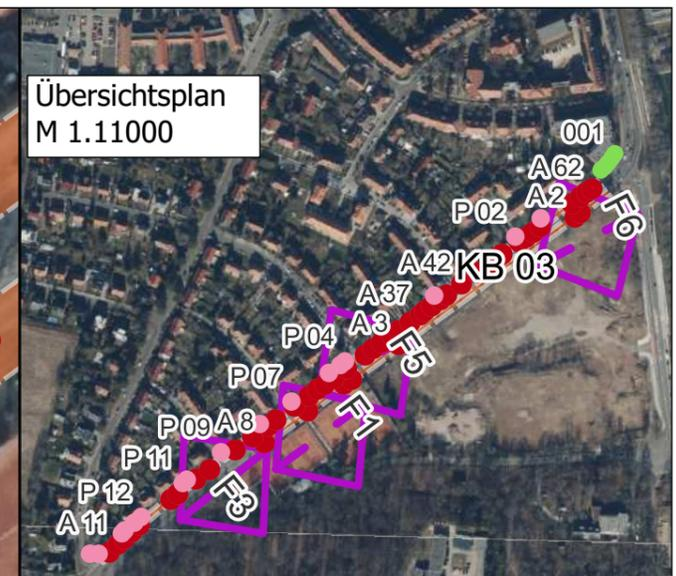 Übersichtsplan
M 1.11000
001
A 62
A 2
F6
P 02
A 42
KB 03
A 37
A 3
P 04
F5
P 07
F1
P 09
A 8
P 11
F3
P 12
A 11